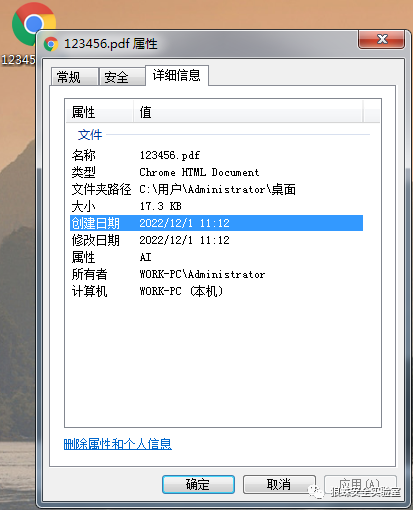 12345
123456.pdf 属性
常规 安全 详细信息
属性 值
文件
名称 123456.pdf
类型 Chrome HTML Document
文件夹路径 C:\用户\Administrator\桌面
大小 17.3 KB
创建日期 2022/12/1 11:12
修改日期 2022/12/1 11:12
属性 AI
所有者 WORK-PC\Administrator
计算机 WORK-PC (本机)
删除属性和个人信息
确定 取消 应用(A)
狼蛛安全实验室